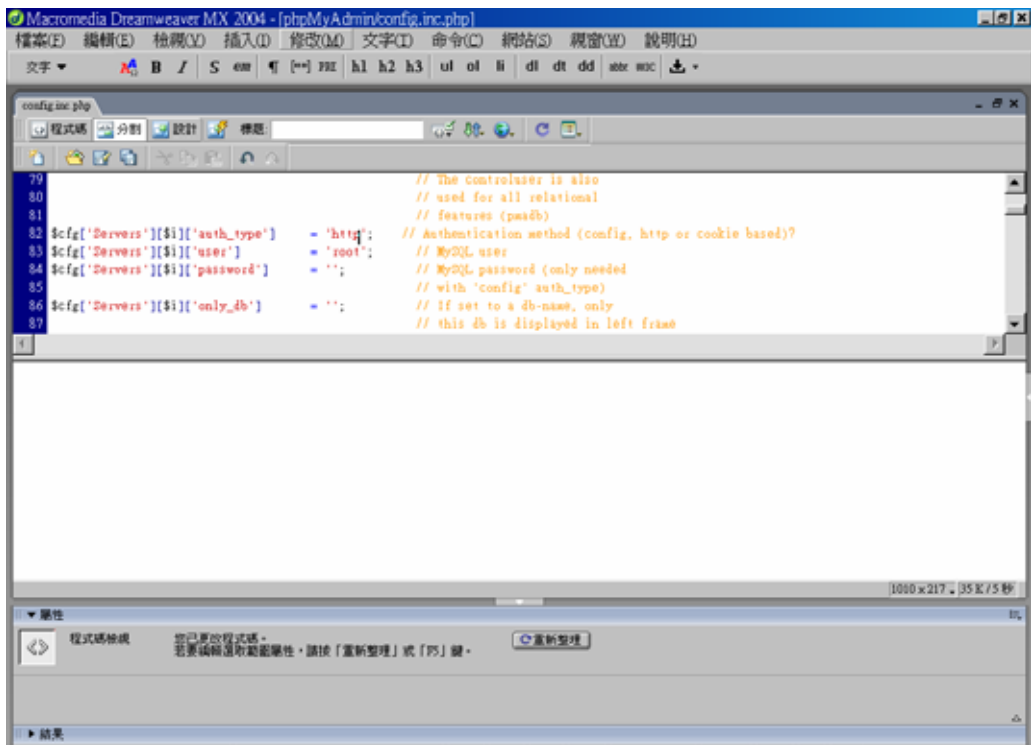 Macromedia Dreamweaver MX 2004 - [phpMyAdmin/config.inc.php]
檔案(F) 編輯(E) 檢視(V) 插入(I) 修改(M) 文字(T) 命令(C) 網站(S) 視窗(W) 說明(H)
文字 B I S em ¶ [""] PRE h1 h2 h3 ul ol li dl dt dd abbr W3C
config.inc.php
程式碼 分割 設計 標題:
79 // The controluser is also
80 // used for all relational
81 // features (pmadb)
82 $cfg['Servers'][$i]['auth_type'] = 'http'; // Authentication method (config, http or cookie based)?
83 $cfg['Servers'][$i]['user'] = 'root'; // MySQL user
84 $cfg['Servers'][$i]['password'] = ''; // MySQL password (only needed
85 // with 'config' auth_type)
86 $cfg['Servers'][$i]['only_db'] = ''; // If set to a db-name, only
87 // this db is displayed in left frame
1010 x 217 35 K / 5 秒
屬性
程式碼檢視 您已更改程式碼。 重新整理
若要編輯選取範圍屬性，請按「重新整理」或「F5」鍵。
結果